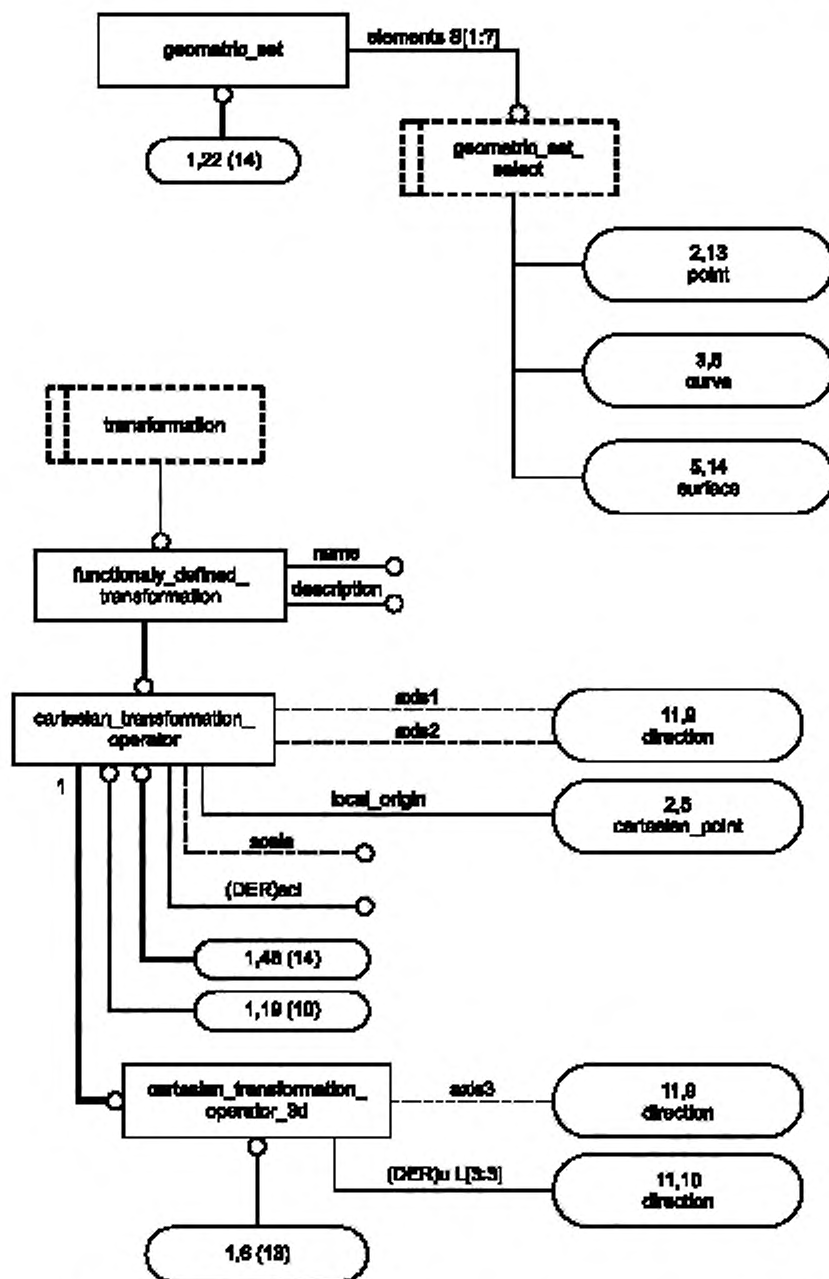 geometric_set
elements S[1:?]
1,22 (14)
geometric_set_
select
2,13
point
3,5
curve
transformation
5,14
surface
name
functionaly_defined_
transformation
description
axis1
cartesian_transformation_
operator
axis2
11,9
direction
1
local_origin
2,5
cartesian_point
scale
(DER)scl
1,48 (14)
1,19 (10)
cartesian_transformation_
operator_3d
axis3
11,9
direction
(DER)u L[3:3]
11,10
direction
1,6 (13)